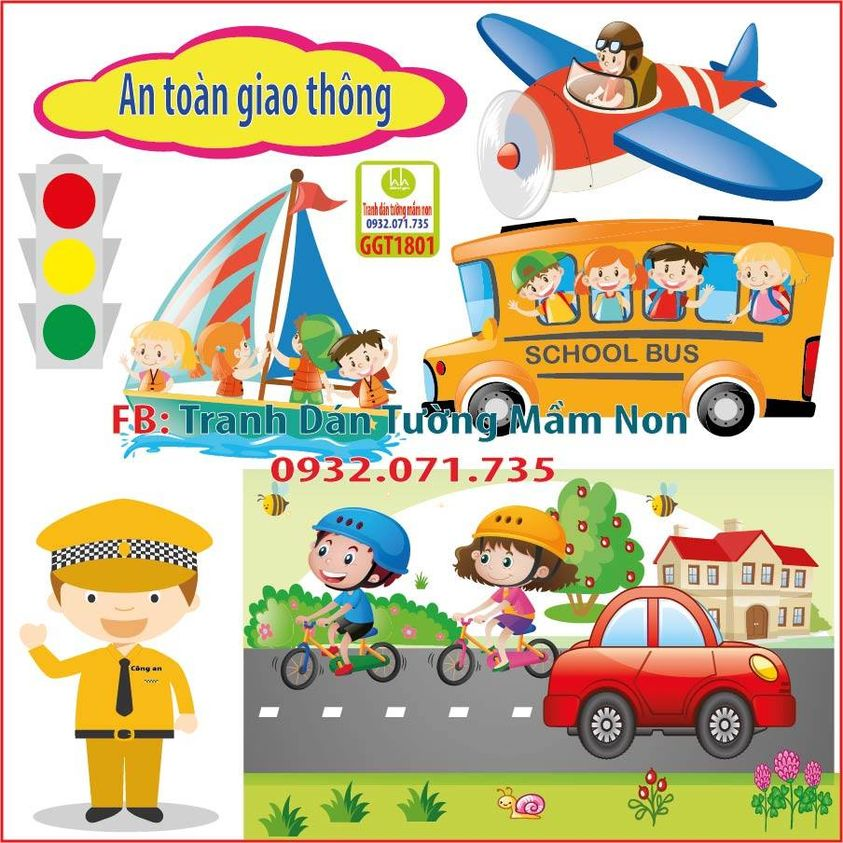 An toàn giao thông
hh
Tranh dán tường mầm non
0932.071.735
GGT1801
SCHOOL BUS
FB: Tranh Dán Tường Mầm Non
0932.071.735
Công an